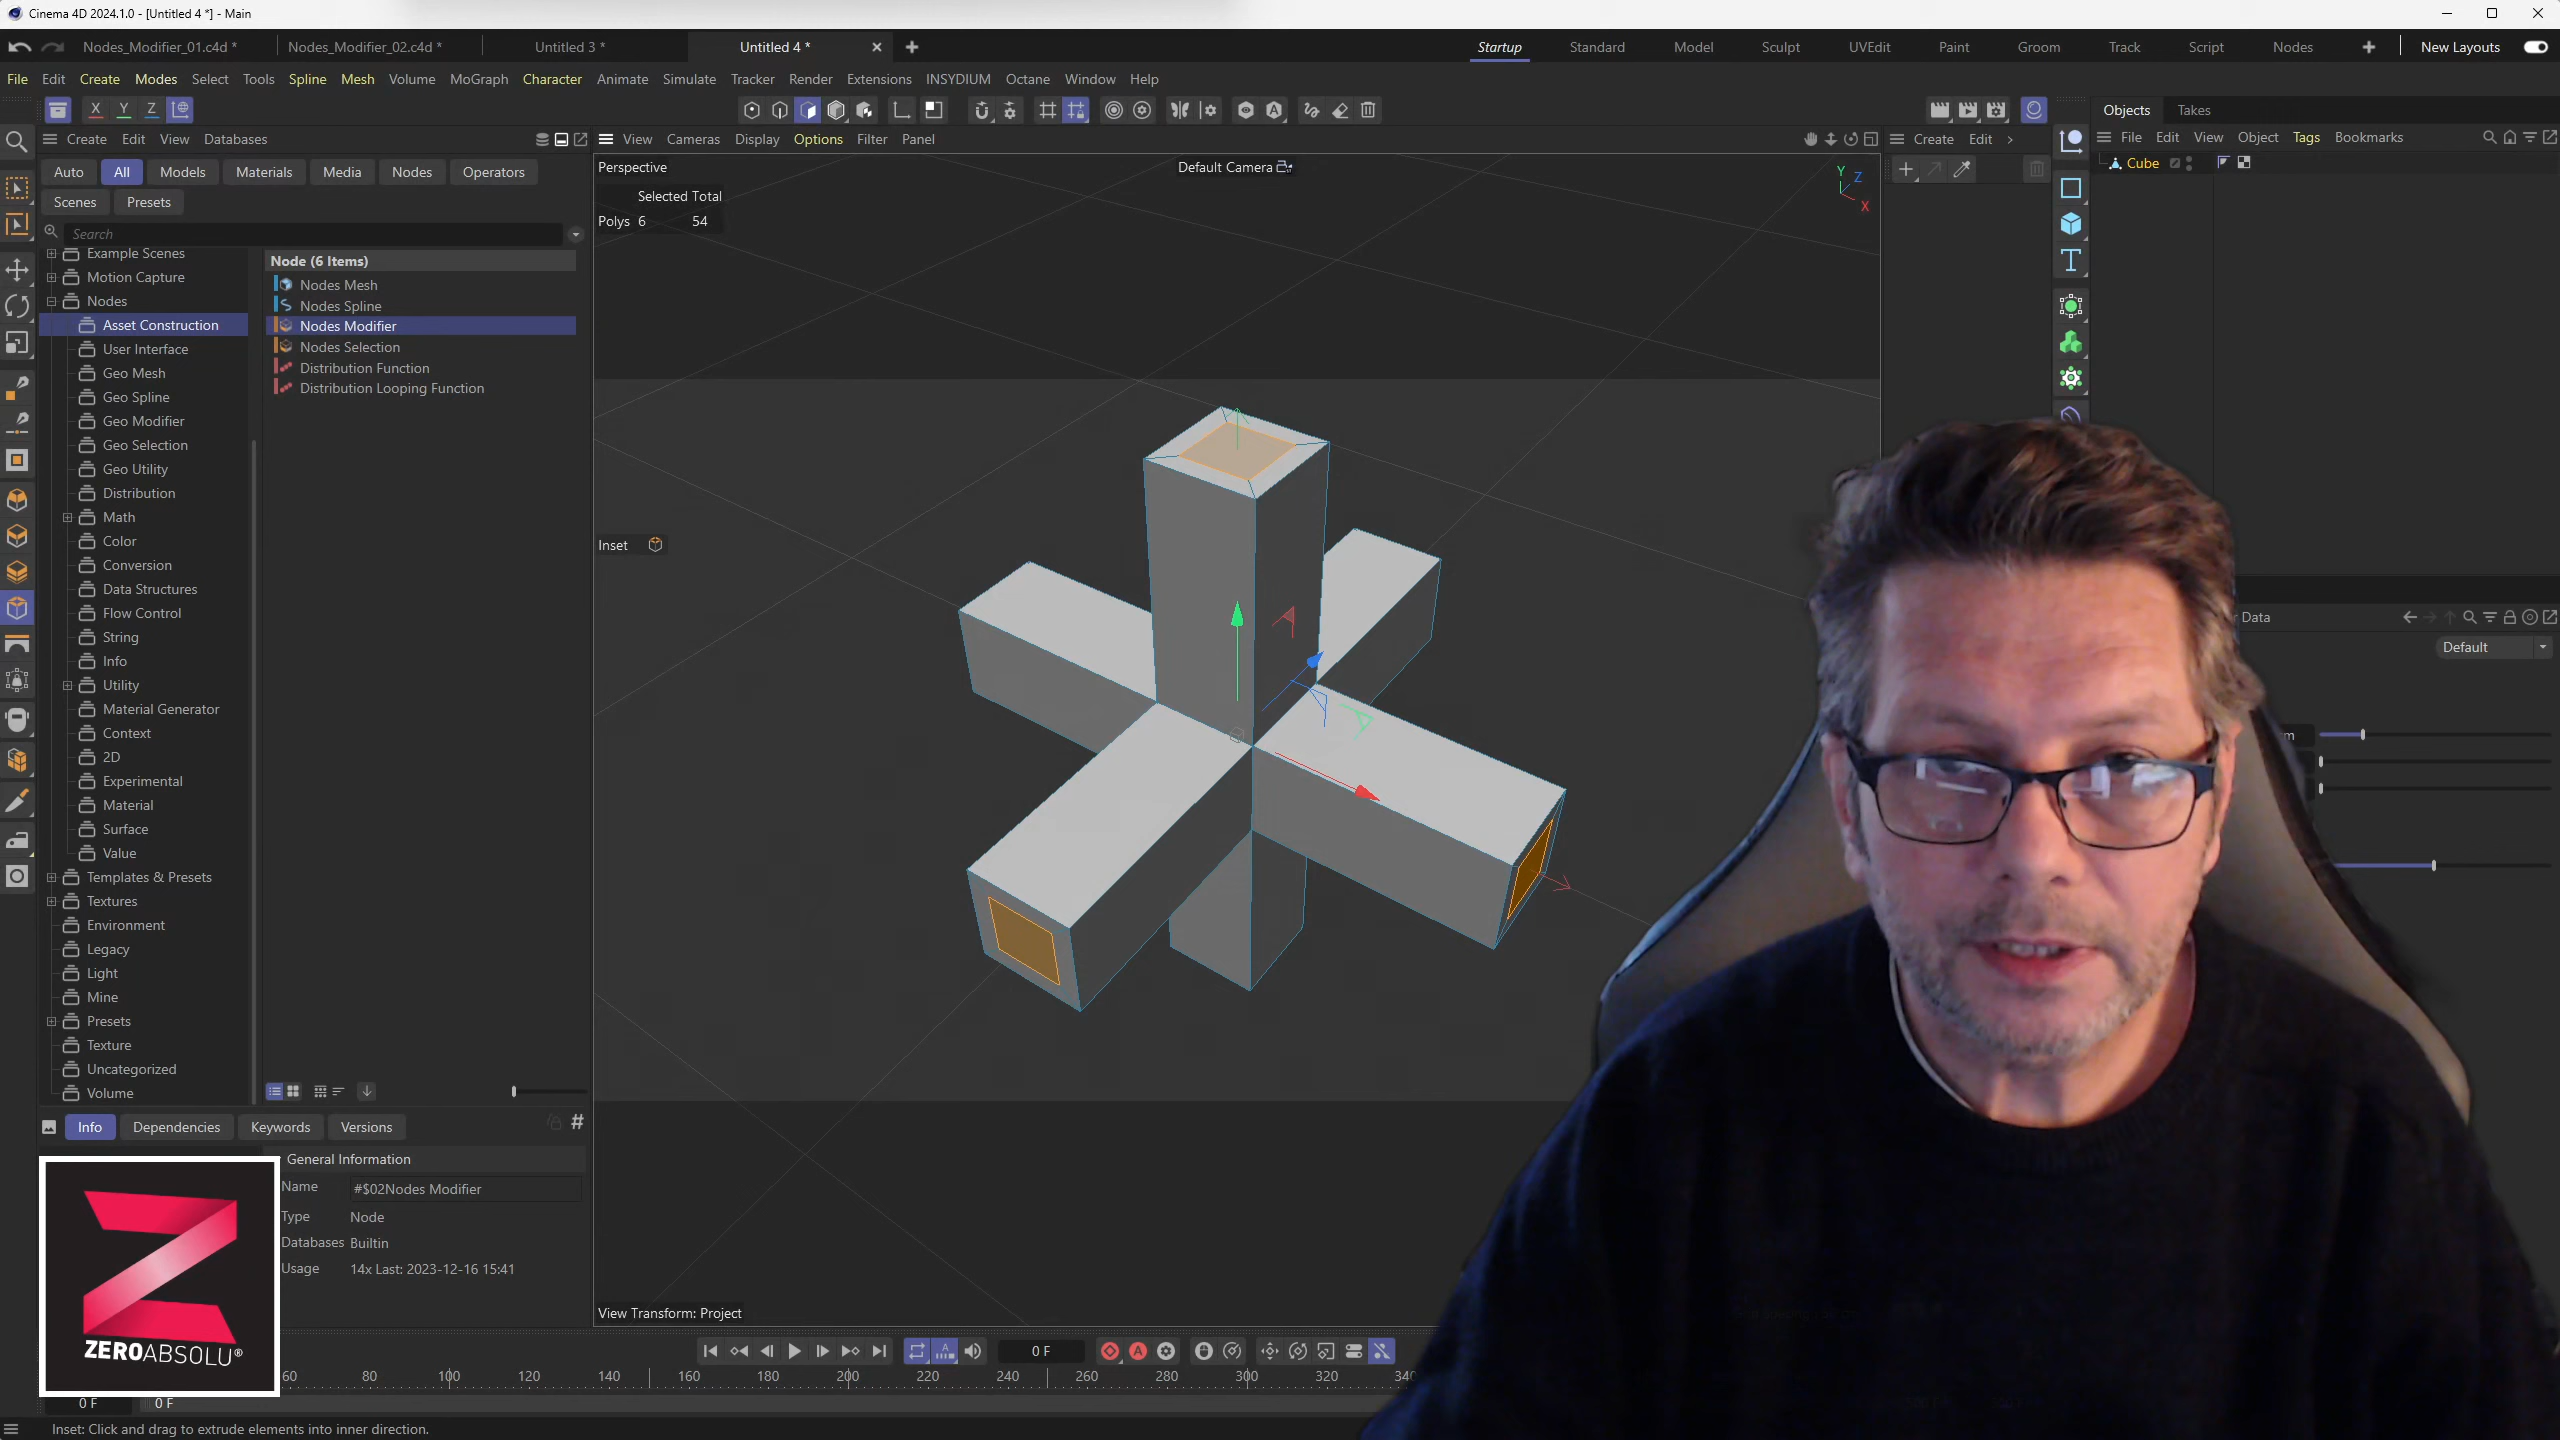 Cinema 4D 2024.1.0 - [Untitled 4 *] - Main
Nodes_Modifier_01.c4d * Nodes_Modifier_02.c4d * Untitled 3 * Untitled 4 * Startup Standard Model Sculpt UVEdit Paint Groom Track Script Nodes New Layouts
File Edit Create Modes Select Tools Spline Mesh Volume MoGraph Character Animate Simulate Tracker Render Extensions INSYDIUM Octane Window Help
X Y Z
Objects Takes
Create Edit View Databases
View Cameras Display Options Filter Panel
Create Edit
File Edit View Object Tags Bookmarks
Cube
Auto All Models Materials Media Nodes Operators
Scenes Presets
Search
Example Scenes
Motion Capture
Nodes
Asset Construction
User Interface
Geo Mesh
Geo Spline
Geo Modifier
Geo Selection
Geo Utility
Distribution
Math
Color
Conversion
Data Structures
Flow Control
String
Info
Utility
Material Generator
Context
2D
Experimental
Material
Surface
Value
Templates & Presets
Textures
Environment
Legacy
Light
Mine
Presets
Texture
Uncategorized
Volume
Node (6 Items)
Nodes Mesh
Nodes Spline
Nodes Modifier
Nodes Selection
Distribution Function
Distribution Looping Function
Perspective
Default Camera
Selected Total
Polys 6 54
Y Z
X
Inset
View Transform: Project
Data
Default
m
Info Dependencies Keywords Versions
General Information
Name #$02Nodes Modifier
Type Node
Databases Builtin
Usage 14x Last: 2023-12-16 15:41
ZEROABSOLU®
0 F
60 80 100 120 140 160 180 200 220 240 260 280 300 320 340
0 F 0 F
Inset: Click and drag to extrude elements into inner direction.